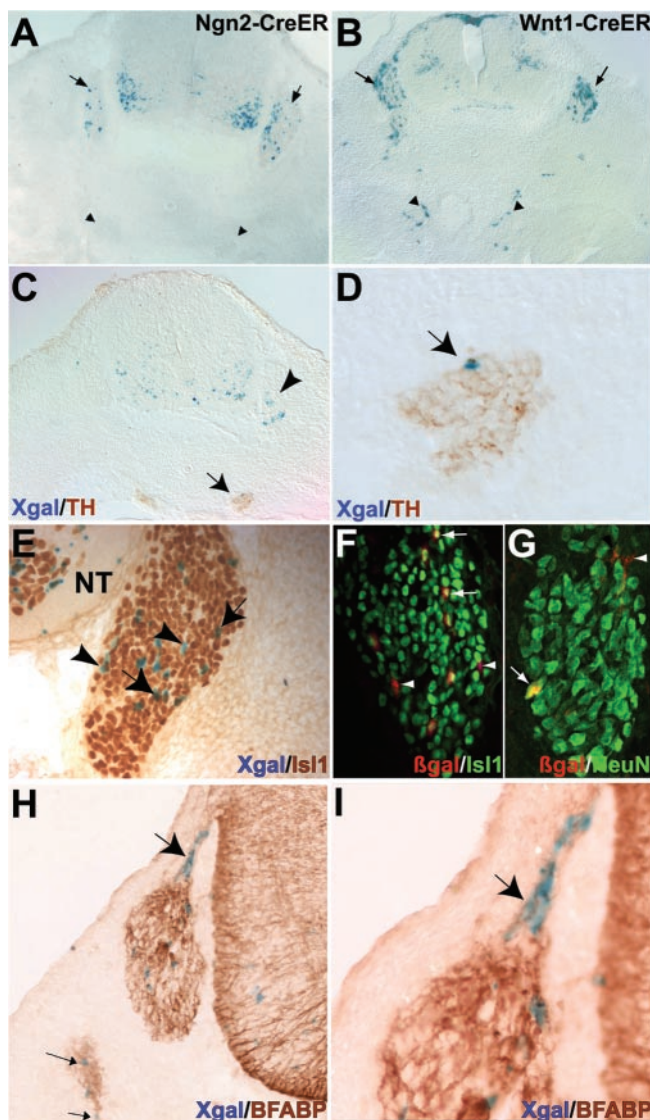 A
Ngn2-CreER
B
Wnt1-CreER
C
Xgal/TH
D
Xgal/TH
E
NT
Xgal/Isl1
F
ßgal/Isl1
G
ßgal/NeuN
H
Xgal/BFABP
I
Xgal/BFABP